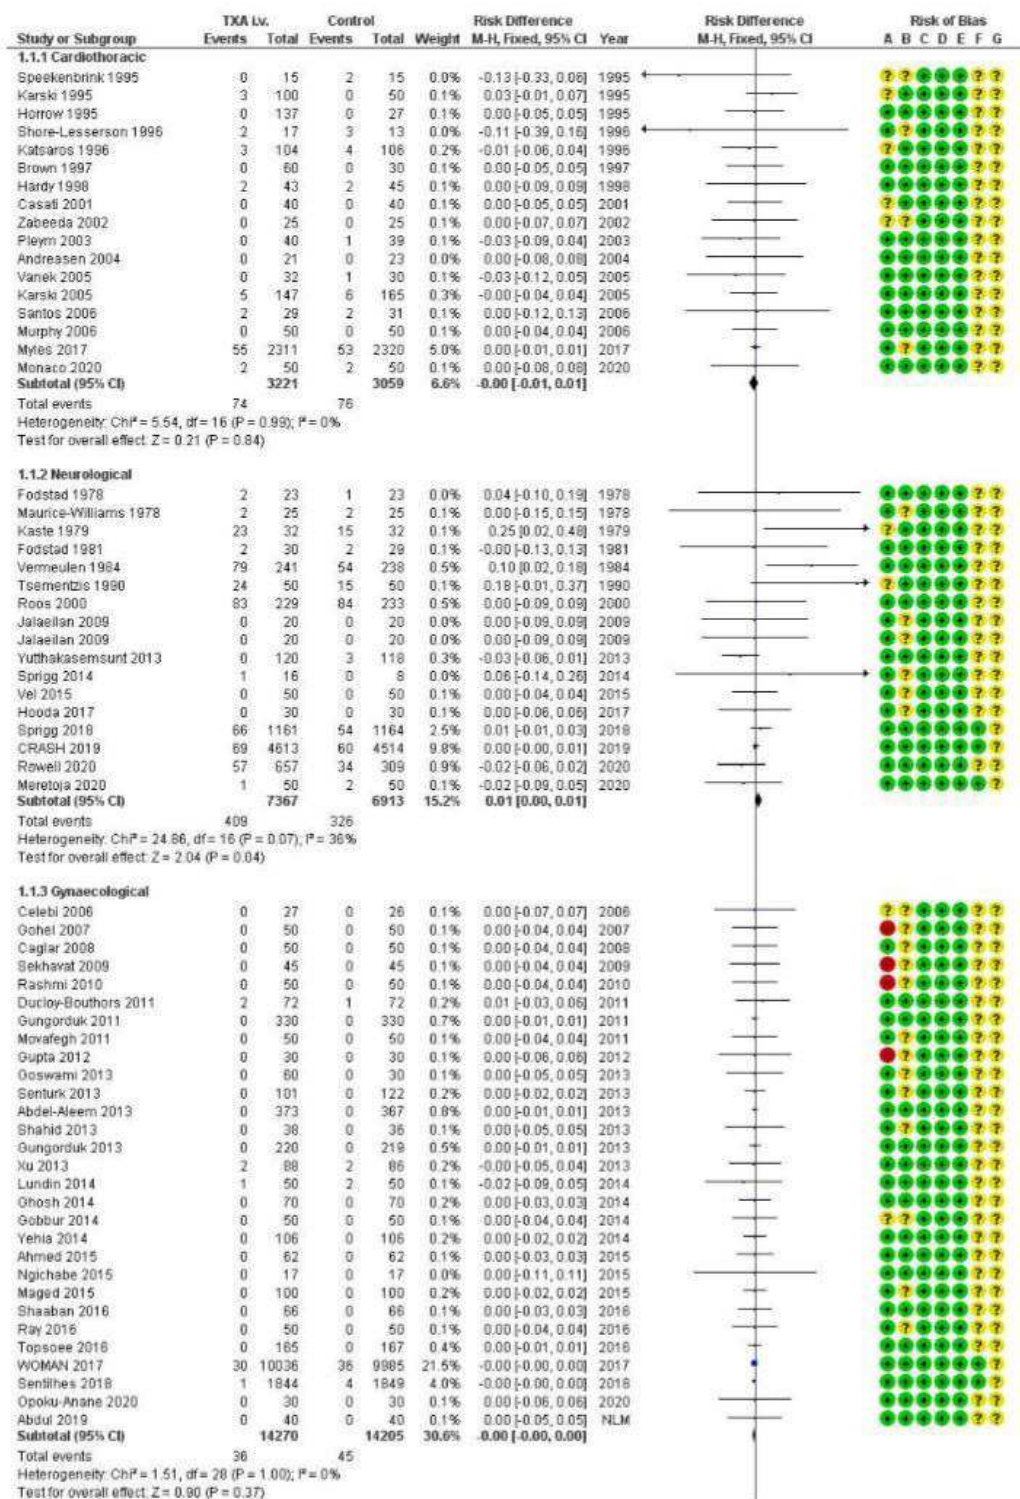 TXA i.v. Control Risk Difference Risk Difference Risk of Bias
Study or Subgroup Events Total Events Total Weight M-H, Fixed, 95% CI Year M-H, Fixed, 95% CI A B C D E F G
1.1.1 Cardiothoracic
Speekenbrink 1995 0 15 2 15 0.0% -0.13 [-0.33, 0.06] 1995 ? ? + + + ? ?
Karski 1995 3 100 0 50 0.1% 0.03 [-0.01, 0.07] 1995 ? + + + + ? ?
Horrow 1995 0 137 0 27 0.1% 0.00 [-0.05, 0.05] 1995 + + + + + ? ?
Shore-Lesserson 1996 2 17 3 13 0.0% -0.11 [-0.39, 0.16] 1996 + ? + + + ? ?
Katsaros 1996 3 104 4 106 0.2% -0.01 [-0.06, 0.04] 1996 ? + + + + ? ?
Brown 1997 0 60 0 30 0.1% 0.00 [-0.05, 0.05] 1997 + + + + + ? ?
Hardy 1998 2 43 2 45 0.1% 0.00 [-0.09, 0.09] 1998 + + + + + ? ?
Casati 2001 0 40 0 40 0.1% 0.00 [-0.05, 0.05] 2001 ? + + + + ? ?
Zabeeda 2002 0 25 0 25 0.1% 0.00 [-0.07, 0.07] 2002 ? ? + + + ? ?
Pleym 2003 0 40 1 39 0.1% -0.03 [-0.09, 0.04] 2003 + + + + + ? ?
Andreasen 2004 0 21 0 23 0.0% 0.00 [-0.08, 0.08] 2004 + + + + + ? ?
Vanek 2005 0 32 1 30 0.1% -0.03 [-0.12, 0.05] 2005 + + + + + ? ?
Karski 2005 5 147 6 165 0.3% -0.00 [-0.04, 0.04] 2005 + + + + + ? ?
Santos 2006 2 29 2 31 0.1% 0.00 [-0.12, 0.13] 2006 + + + + + ? ?
Murphy 2006 0 50 0 50 0.1% 0.00 [-0.04, 0.04] 2006 + + + + + ? ?
Myles 2017 55 2311 53 2320 5.0% 0.00 [-0.01, 0.01] 2017 + ? + + + ? ?
Monaco 2020 2 50 2 50 0.1% 0.00 [-0.08, 0.08] 2020 + + + + + ? ?
Subtotal (95% CI) 3221 3059 6.6% -0.00 [-0.01, 0.01]
Total events 74 76
Heterogeneity: Chi² = 5.54, df = 16 (P = 0.99); I² = 0%
Test for overall effect: Z = 0.21 (P = 0.84)
1.1.2 Neurological
Fodstad 1978 2 23 1 23 0.0% 0.04 [-0.10, 0.19] 1978 + + + + + ? ?
Maurice-Williams 1978 2 25 2 25 0.1% 0.00 [-0.15, 0.15] 1978 + ? + + + ? ?
Kaste 1979 23 32 15 32 0.1% 0.25 [0.02, 0.48] 1979 ? + + + + ? ?
Fodstad 1981 2 30 2 29 0.1% -0.00 [-0.13, 0.13] 1981 + + + + + ? ?
Vermeulen 1984 79 241 54 238 0.5% 0.10 [0.02, 0.18] 1984 + + + + + ? ?
Tsementzis 1990 24 50 15 50 0.1% 0.18 [-0.01, 0.37] 1990 ? + + + + ? ?
Roos 2000 83 229 84 233 0.5% 0.00 [-0.09, 0.09] 2000 + + + + + ? ?
Jalaeilan 2009 0 20 0 20 0.0% 0.00 [-0.09, 0.09] 2009 + ? + + + ? ?
Jalaeilan 2009 0 20 0 20 0.0% 0.00 [-0.09, 0.09] 2009 + ? + + + ? ?
Yutthakasemsunt 2013 0 120 3 118 0.3% -0.03 [-0.06, 0.01] 2013 + + + + + ? ?
Sprigg 2014 1 16 0 8 0.0% 0.06 [-0.14, 0.26] 2014 + ? + + + ? ?
Vel 2015 0 50 0 50 0.1% 0.00 [-0.04, 0.04] 2015 + ? + + + ? ?
Hooda 2017 0 30 0 30 0.1% 0.00 [-0.06, 0.06] 2017 + ? + + + ? ?
Sprigg 2018 66 1161 54 1164 2.5% 0.01 [-0.01, 0.03] 2018 + + + + + + ?
CRASH 2019 69 4613 60 4514 9.8% 0.00 [-0.00, 0.01] 2019 + + + + + + ?
Rowell 2020 57 657 34 309 0.9% -0.02 [-0.06, 0.02] 2020 + + + + + ? ?
Meretoja 2020 1 50 2 50 0.1% -0.02 [-0.09, 0.05] 2020 + + + + + + ?
Subtotal (95% CI) 7367 6913 15.2% 0.01 [0.00, 0.01]
Total events 409 326
Heterogeneity: Chi² = 24.86, df = 16 (P = 0.07); I² = 36%
Test for overall effect: Z = 2.04 (P = 0.04)
1.1.3 Gynaecological
Celebi 2006 0 27 0 26 0.1% 0.00 [-0.07, 0.07] 2006 ? ? + + + ? ?
Gohel 2007 0 50 0 50 0.1% 0.00 [-0.04, 0.04] 2007 ? + + + ? ?
Caglar 2008 0 50 0 50 0.1% 0.00 [-0.04, 0.04] 2008 + + + + + ? ?
Sekhavat 2009 0 45 0 45 0.1% 0.00 [-0.04, 0.04] 2009 ? + + + ? ?
Rashmi 2010 0 50 0 50 0.1% 0.00 [-0.04, 0.04] 2010 ? + + + ? ?
Ducloy-Bouthors 2011 2 72 1 72 0.2% 0.01 [-0.03, 0.06] 2011 + + + + + ? ?
Gungorduk 2011 0 330 0 330 0.7% 0.00 [-0.01, 0.01] 2011 + + + + + ? ?
Movafegh 2011 0 50 0 50 0.1% 0.00 [-0.04, 0.04] 2011 + ? + + + ? ?
Gupta 2012 0 30 0 30 0.1% 0.00 [-0.06, 0.06] 2012 ? + + + ? ?
Goswami 2013 0 60 0 30 0.1% 0.00 [-0.05, 0.05] 2013 + ? + + + ? ?
Senturk 2013 0 101 0 122 0.2% 0.00 [-0.02, 0.02] 2013 + ? + + + ? ?
Abdel-Aleem 2013 0 373 0 367 0.8% 0.00 [-0.01, 0.01] 2013 + + + + + ? ?
Shahid 2013 0 38 0 36 0.1% 0.00 [-0.05, 0.05] 2013 + ? + + + ? ?
Gungorduk 2013 0 220 0 219 0.5% 0.00 [-0.01, 0.01] 2013 + + + + + ? ?
Xu 2013 2 88 2 86 0.2% -0.00 [-0.05, 0.04] 2013 + + + + + ? ?
Lundin 2014 1 50 2 50 0.1% -0.02 [-0.09, 0.05] 2014 + + + + + ? ?
Ghosh 2014 0 70 0 70 0.2% 0.00 [-0.03, 0.03] 2014 + + + + + ? ?
Gobbur 2014 0 50 0 50 0.1% 0.00 [-0.04, 0.04] 2014 ? ? + + + ? ?
Yehia 2014 0 106 0 106 0.2% 0.00 [-0.02, 0.02] 2014 + + + + + ? ?
Ahmed 2015 0 62 0 62 0.1% 0.00 [-0.03, 0.03] 2015 + + + + + ? ?
Ngichabe 2015 0 17 0 17 0.0% 0.00 [-0.11, 0.11] 2015 + + + + + ? ?
Maged 2015 0 100 0 100 0.2% 0.00 [-0.02, 0.02] 2015 + ? + + + ? ?
Shaaban 2016 0 66 0 66 0.1% 0.00 [-0.03, 0.03] 2016 + + + + + ? ?
Ray 2016 0 50 0 50 0.1% 0.00 [-0.04, 0.04] 2016 + ? + + + ? ?
Topsoee 2016 0 165 0 167 0.4% 0.00 [-0.01, 0.01] 2016 + + + + + ? ?
WOMAN 2017 30 10036 36 9985 21.5% -0.00 [-0.00, 0.00] 2017 + + + + + + ?
Sentilhes 2018 1 1844 4 1849 4.0% -0.00 [-0.00, 0.00] 2018 + + + + + + ?
Opoku-Anane 2020 0 30 0 30 0.1% 0.00 [-0.06, 0.06] 2020 + + + + + ? ?
Abdul 2019 0 40 0 40 0.1% 0.00 [-0.05, 0.05] NLM + + + + + ? ?
Subtotal (95% CI) 14270 14205 30.6% -0.00 [-0.00, 0.00]
Total events 36 45
Heterogeneity: Chi² = 1.51, df = 28 (P = 1.00); I² = 0%
Test for overall effect: Z = 0.90 (P = 0.37)